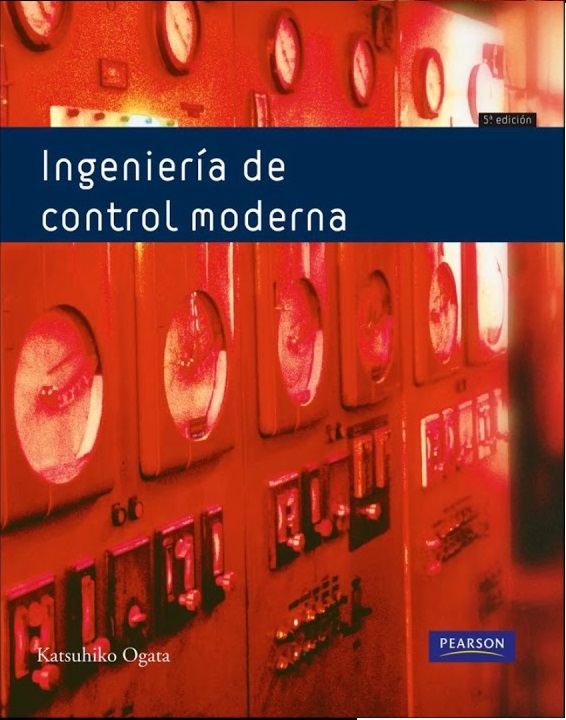 5ª edición
Ingeniería de
control moderna
Katsuhiko Ogata
PEARSON